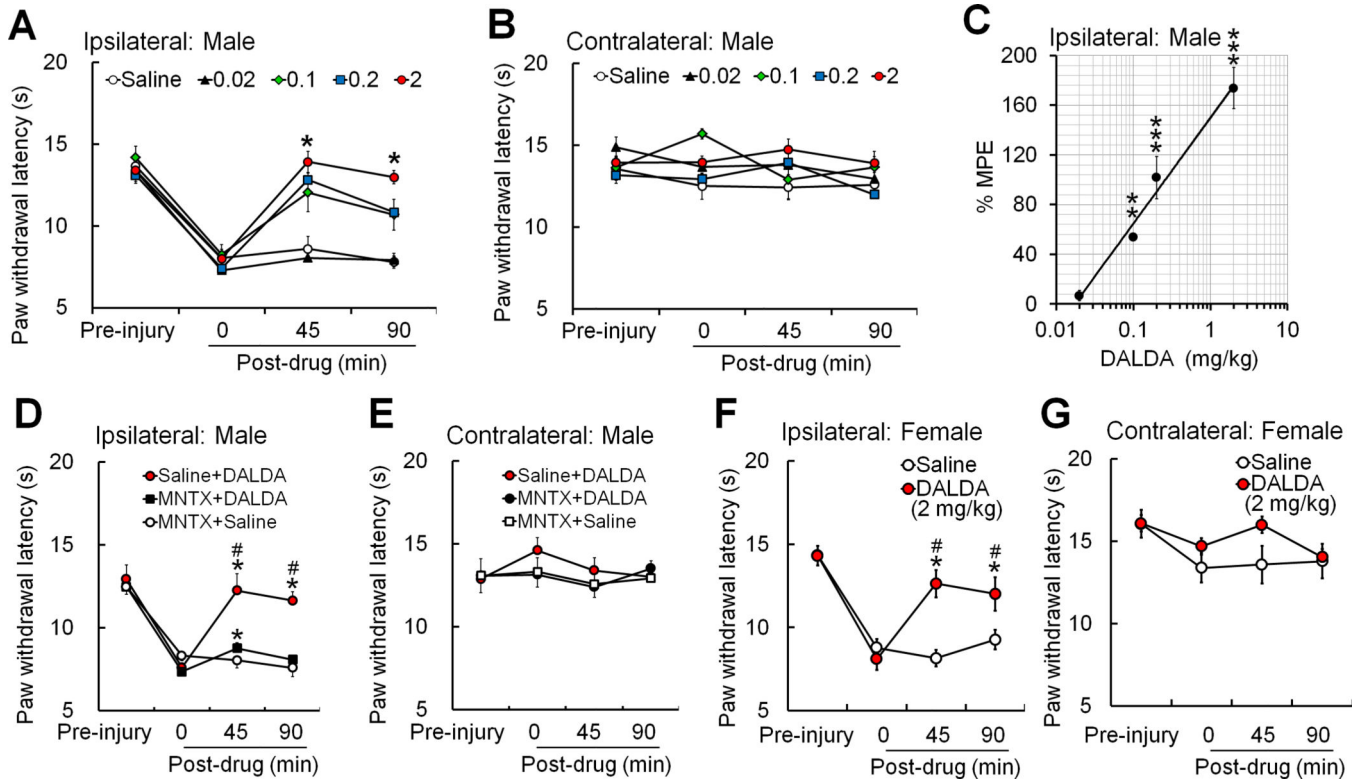 A
Ipsilateral: Male
Saline 0.02 0.1 0.2 2
Paw withdrawal latency (s)
20
15
10
5
*
*
Pre-injury 0 45 90
Post-drug (min)
B
Contralateral: Male
Saline 0.02 0.1 0.2 2
Paw withdrawal latency (s)
20
15
10
5
Pre-injury 0 45 90
Post-drug (min)
C
Ipsilateral: Male
% MPE
200
160
120
80
40
0
**
***
***
0.01 0.1 1 10
DALDA (mg/kg)
D
Ipsilateral: Male
Saline+DALDA
MNTX+DALDA
MNTX+Saline
Paw withdrawal latency (s)
20
15
10
5
# #
* *
*
Pre-injury 0 45 90
Post-drug (min)
E
Contralateral: Male
Saline+DALDA
MNTX+DALDA
MNTX+Saline
Paw withdrawal latency (s)
20
15
10
5
Pre-injury 0 45 90
Post-drug (min)
F
Ipsilateral: Female
Saline
DALDA
(2 mg/kg)
Paw withdrawal latency (s)
20
15
10
5
# #
* *
Pre-injury 0 45 90
Post-drug (min)
G
Contralateral: Female
Saline
DALDA
(2 mg/kg)
Paw withdrawal latency (s)
20
15
10
5
Pre-injury 0 45 90
Post-drug (min)